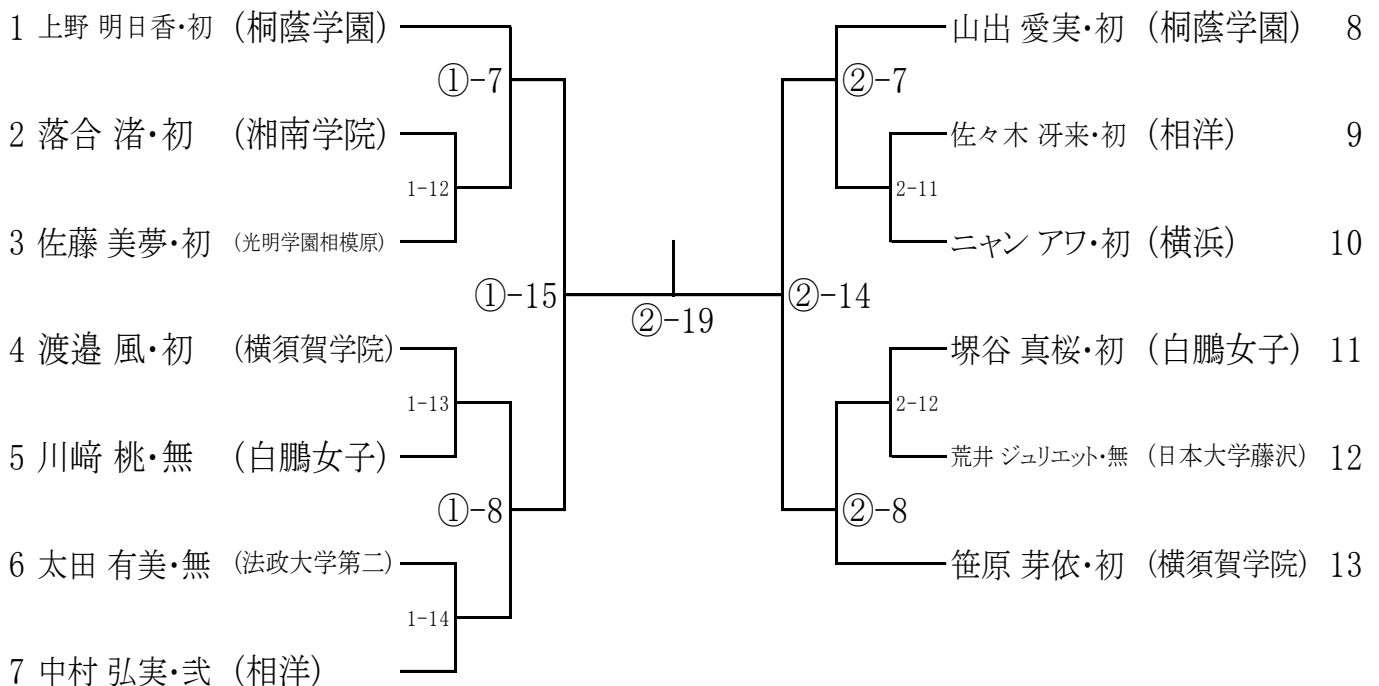 1 上野 明日香・初 (桐蔭学園)
①-7
2 落合 渚・初 (湘南学院)
1-12
3 佐藤 美夢・初 (光明学園相模原)
①-15
4 渡邉 風・初 (横須賀学院)
1-13
5 川﨑 桃・無 (白鵬女子)
①-8
6 太田 有美・無 (法政大学第二)
1-14
7 中村 弘実・弐 (相洋)
②-19
山出 愛実・初 (桐蔭学園) 8
②-7
佐々木 冴来・初 (相洋) 9
2-11
ニャン アワ・初 (横浜) 10
②-14
堺谷 真桜・初 (白鵬女子) 11
2-12
荒井 ジュリエット・無 (日本大学藤沢) 12
②-8
笹原 芽依・初 (横須賀学院) 13